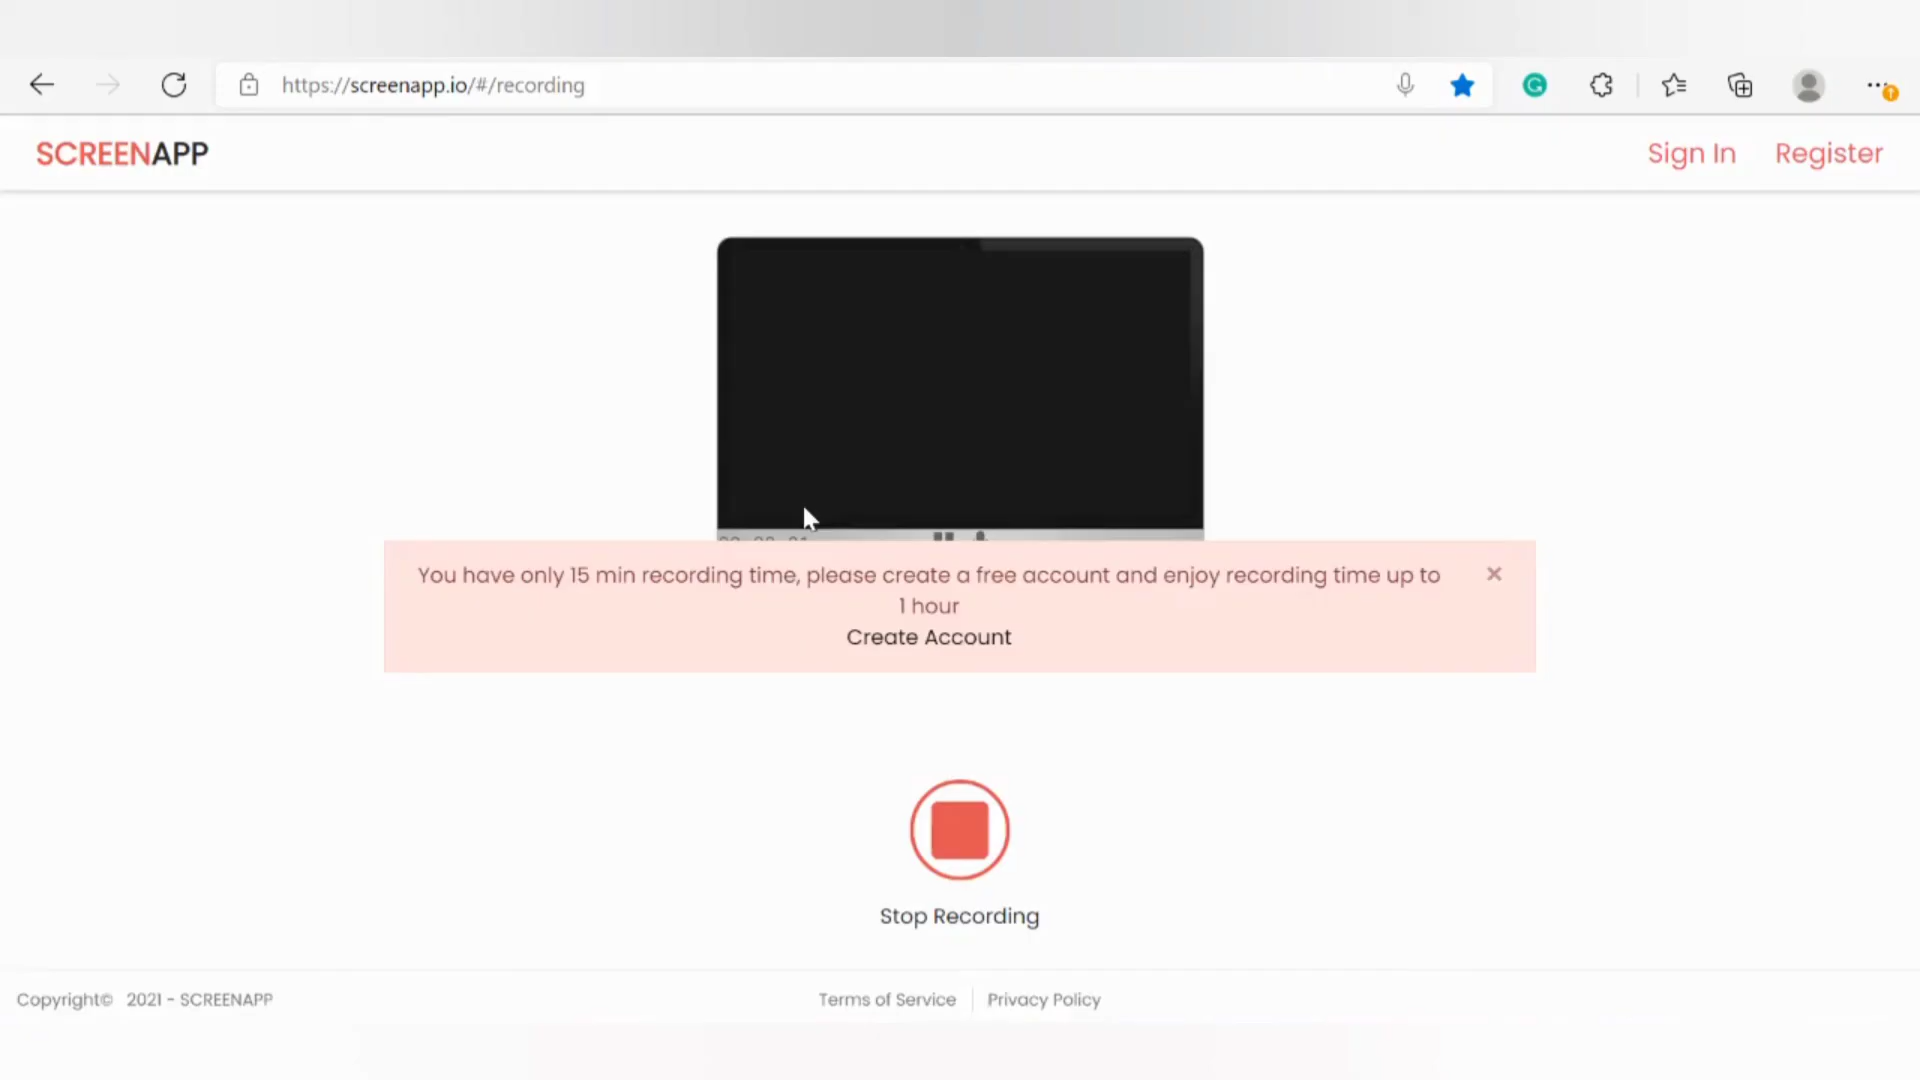 https://screenapp.io/#/recording
SCREENAPP
Sign In
Register
You have only 15 min recording time, please create a free account and enjoy recording time up to
1 hour
Create Account
Stop Recording
Copyright© 2021 - SCREENAPP
Terms of Service
Privacy Policy